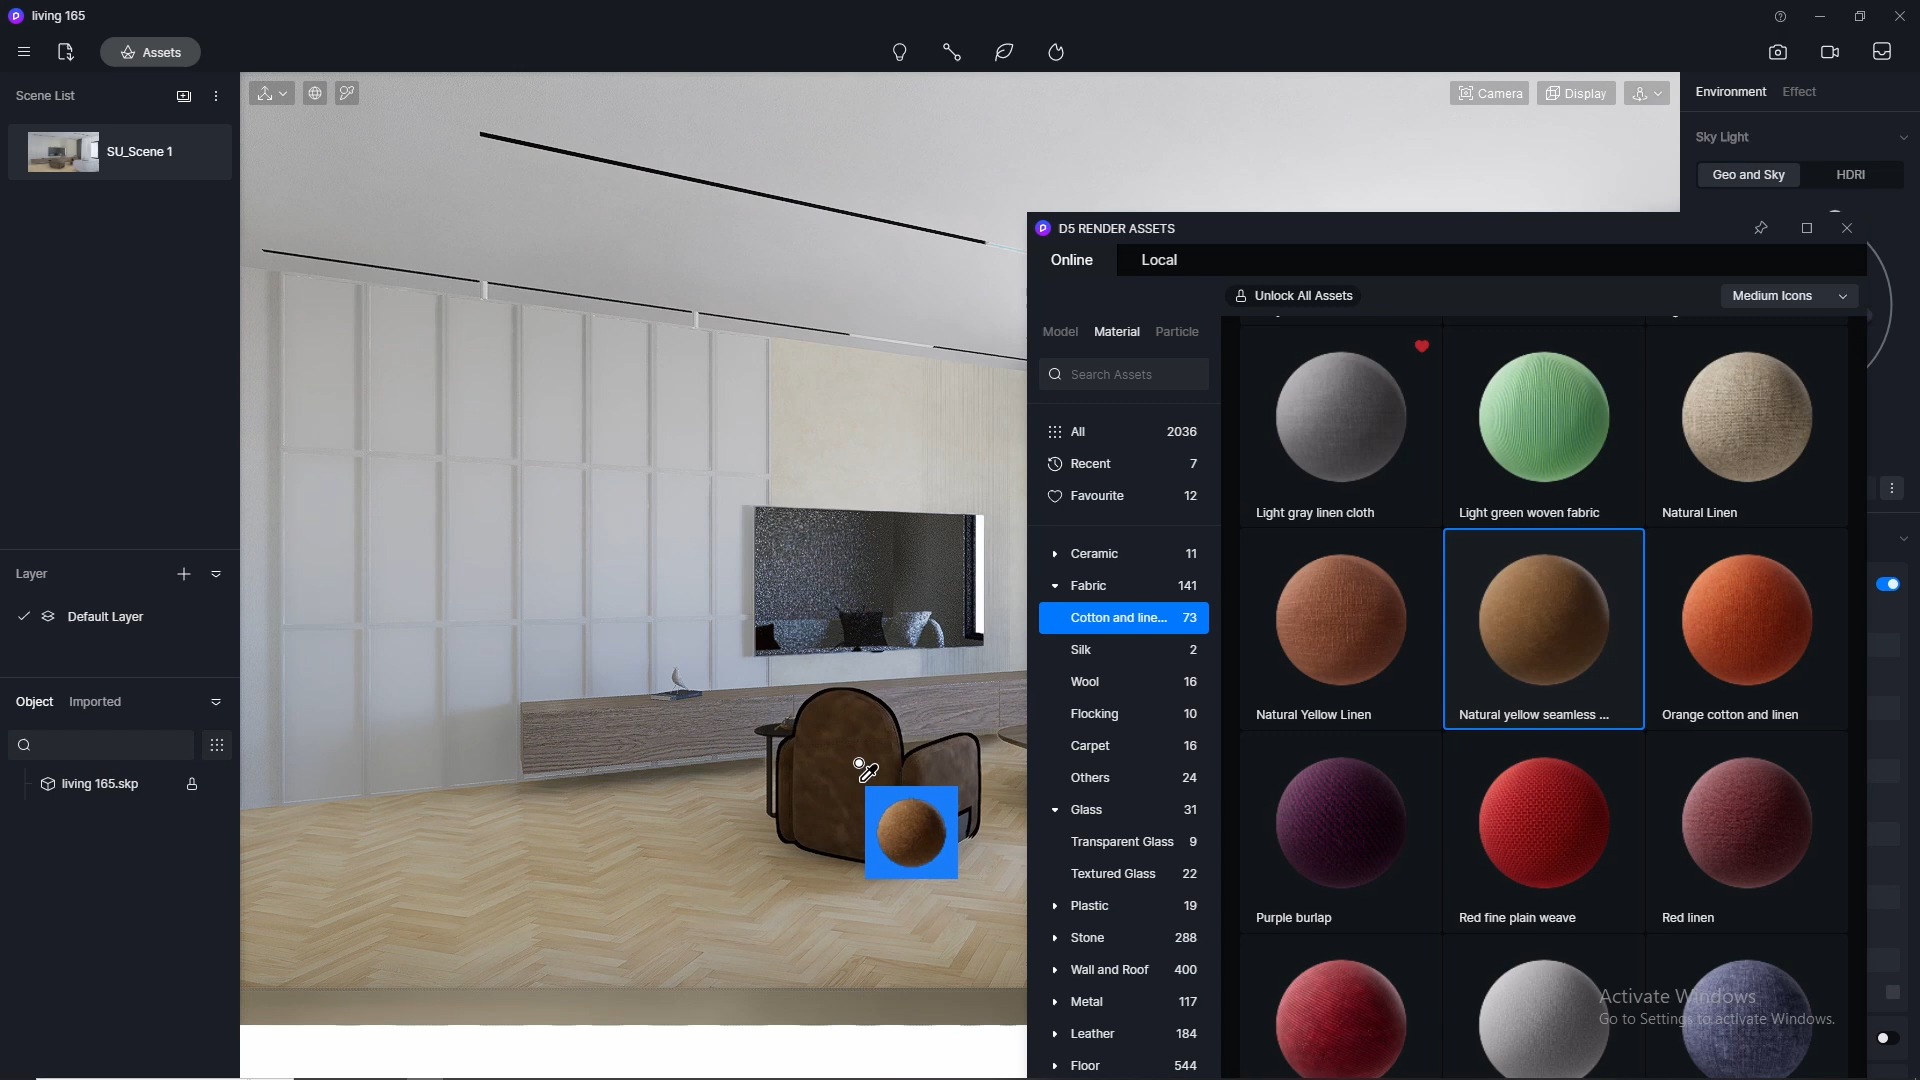 living 165
Assets
Scene List
SU_Scene 1
Camera
Display
Environment
Effect
Sky Light
Geo and Sky
HDRI
D5 RENDER ASSETS
Online
Local
Unlock All Assets
Medium Icons
Model
Material
Particle
Search Assets
All 2036
Recent 7
Favourite 12
Ceramic 11
Fabric 141
Cotton and line... 73
Silk 2
Wool 16
Flocking 10
Carpet 16
Others 24
Glass 31
Transparent Glass 9
Textured Glass 22
Plastic 19
Stone 288
Wall and Roof 400
Metal 117
Leather 184
Floor 544
Light gray linen cloth
Light green woven fabric
Natural Linen
Natural Yellow Linen
Natural yellow seamless ...
Orange cotton and linen
Purple burlap
Red fine plain weave
Red linen
Layer
Default Layer
Object
Imported
living 165.skp
Activate Windows
Go to Settings to activate Windows.